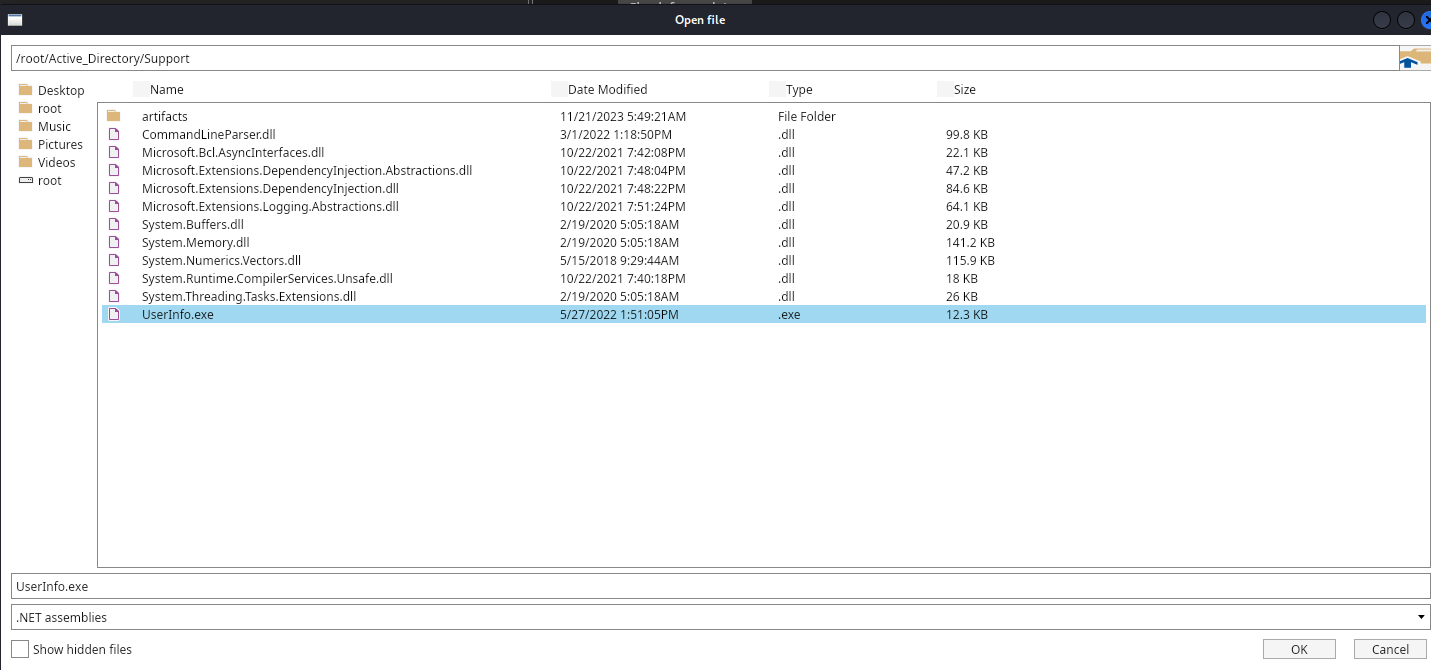 Open file
/root/Active_Directory/Support
Name Date Modified Type Size
Desktop
root
Music
Pictures
Videos
root
artifacts 11/21/2023 5:49:21AM File Folder
CommandLineParser.dll 3/1/2022 1:18:50PM .dll 99.8 KB
Microsoft.Bcl.AsyncInterfaces.dll 10/22/2021 7:42:08PM .dll 22.1 KB
Microsoft.Extensions.DependencyInjection.Abstractions.dll 10/22/2021 7:48:04PM .dll 47.2 KB
Microsoft.Extensions.DependencyInjection.dll 10/22/2021 7:48:22PM .dll 84.6 KB
Microsoft.Extensions.Logging.Abstractions.dll 10/22/2021 7:51:24PM .dll 64.1 KB
System.Buffers.dll 2/19/2020 5:05:18AM .dll 20.9 KB
System.Memory.dll 2/19/2020 5:05:18AM .dll 141.2 KB
System.Numerics.Vectors.dll 5/15/2018 9:29:44AM .dll 115.9 KB
System.Runtime.CompilerServices.Unsafe.dll 10/22/2021 7:40:18PM .dll 18 KB
System.Threading.Tasks.Extensions.dll 2/19/2020 5:05:18AM .dll 26 KB
UserInfo.exe 5/27/2022 1:51:05PM .exe 12.3 KB
UserInfo.exe
.NET assemblies
Show hidden files
OK Cancel